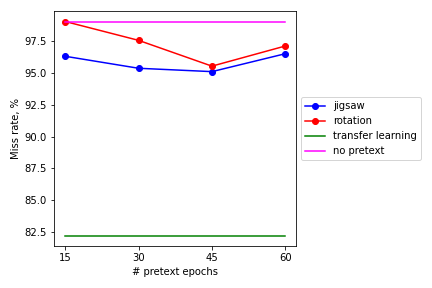 Miss rate, %
97.5
95.0
92.5
90.0
87.5
85.0
82.5
15 30 45 60
# pretext epochs
jigsaw
rotation
transfer learning
no pretext